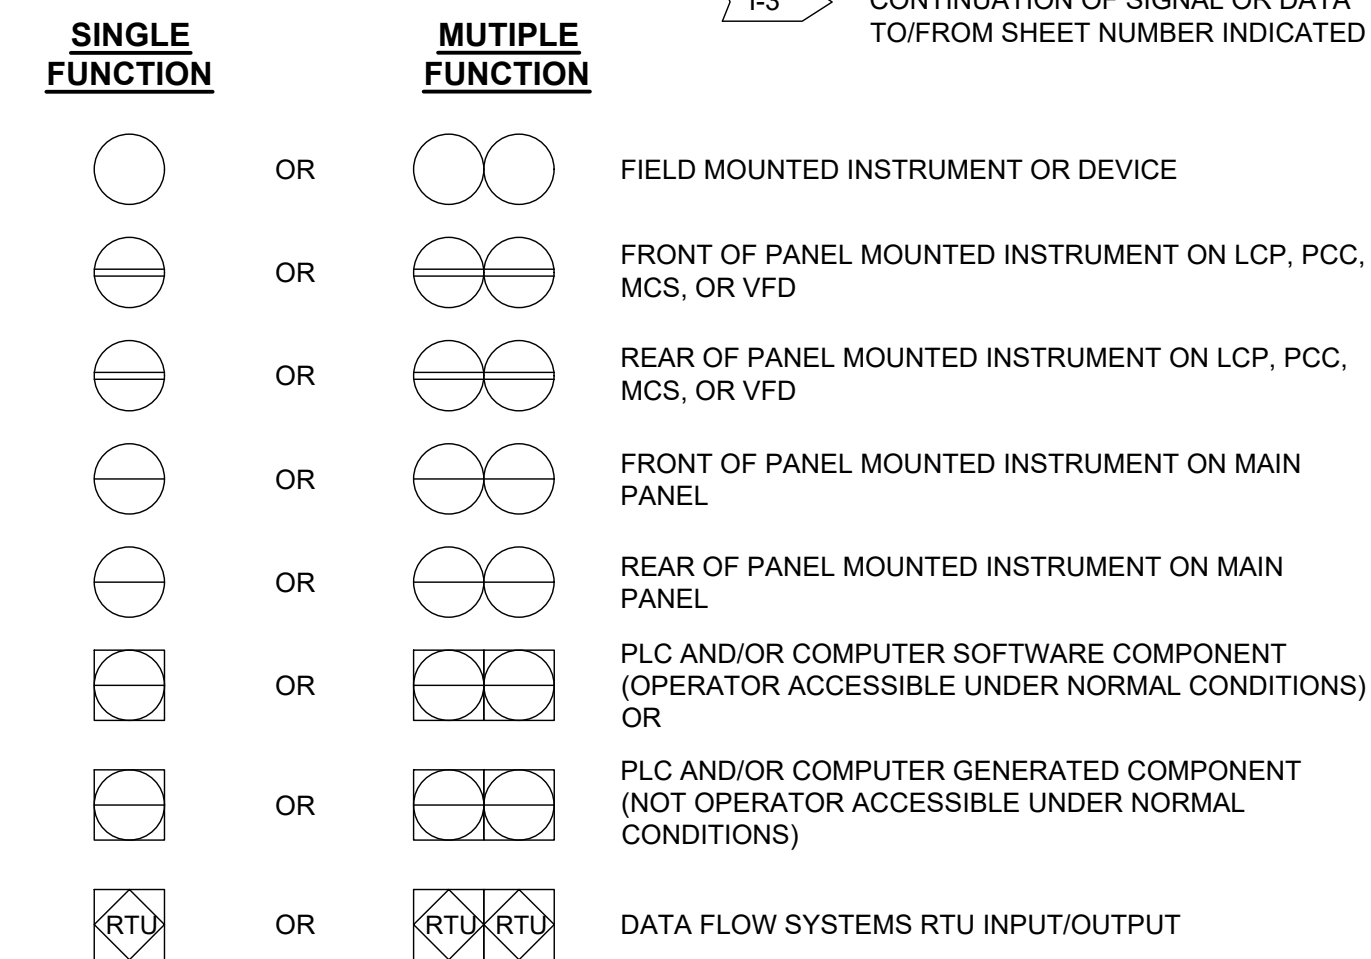 I-3
CONTINUATION OF SIGNAL OR DATA
TO/FROM SHEET NUMBER INDICATED
SINGLE
FUNCTION
MUTIPLE
FUNCTION
OR
FIELD MOUNTED INSTRUMENT OR DEVICE
OR
FRONT OF PANEL MOUNTED INSTRUMENT ON LCP, PCC,
MCS, OR VFD
OR
REAR OF PANEL MOUNTED INSTRUMENT ON LCP, PCC,
MCS, OR VFD
OR
FRONT OF PANEL MOUNTED INSTRUMENT ON MAIN
PANEL
OR
REAR OF PANEL MOUNTED INSTRUMENT ON MAIN
PANEL
OR
PLC AND/OR COMPUTER SOFTWARE COMPONENT
(OPERATOR ACCESSIBLE UNDER NORMAL CONDITIONS)
OR
OR
PLC AND/OR COMPUTER GENERATED COMPONENT
(NOT OPERATOR ACCESSIBLE UNDER NORMAL
CONDITIONS)
RTU OR RTU RTU DATA FLOW SYSTEMS RTU INPUT/OUTPUT